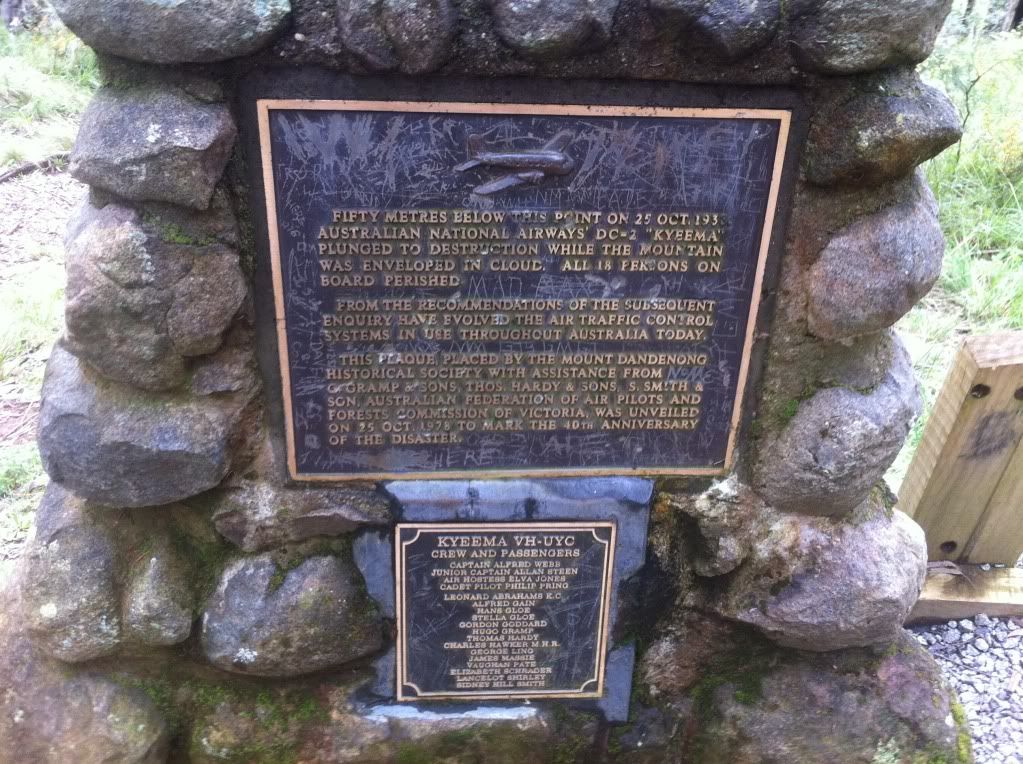 FIFTY METRES BELOW THIS POINT ON 25 OCT. 193
AUSTRALIAN NATIONAL AIRWAYS' DC-2 "KYEEMA"
PLUNGED TO DESTRUCTION WHILE THE MOUNTAIN
WAS ENVELOPED IN CLOUD. ALL 18 PERSONS ON
BOARD PERISHED
FROM THE RECOMMENDATIONS OF THE SUBSEQUENT
ENQUIRY HAVE EVOLVED THE AIR TRAFFIC CONTROL
SYSTEMS IN USE THROUGHOUT AUSTRALIA TODAY.
THIS PLAQUE, PLACED BY THE MOUNT DANDENONG
HISTORICAL SOCIETY WITH ASSISTANCE FROM
G. GRAMP & SONS, THOS. HARDY & SONS, S. SMITH &
SON, AUSTRALIAN FEDERATION OF AIR PILOTS AND
FORESTS COMMISSION OF VICTORIA, WAS UNVEILED
ON 25 OCT. 1978 TO MARK THE 40TH ANNIVERSARY
OF THE DISASTER.
KYEEMA VH-UYC
CREW AND PASSENGERS
CAPTAIN ALFRED WEBB
JUNIOR CAPTAIN ALLAN STEEN
AIR HOSTESS ELVA JONES
CADET PILOT PHILIP PRING
LEONARD ABRAHAMS K.C.
ALFRED GAIN
HANS GLOE
STELLA GLOE
GORDON GODDARD
HUGO GRAMP
THOMAS HARDY
CHARLES HAWKER M.H.R.
GEORGE LING
JAMES MASSIE
VAUGHAN PATE
ELIZABETH SCHRADER
LANCELOT SHIRLEY
SIDNEY HILL SMITH